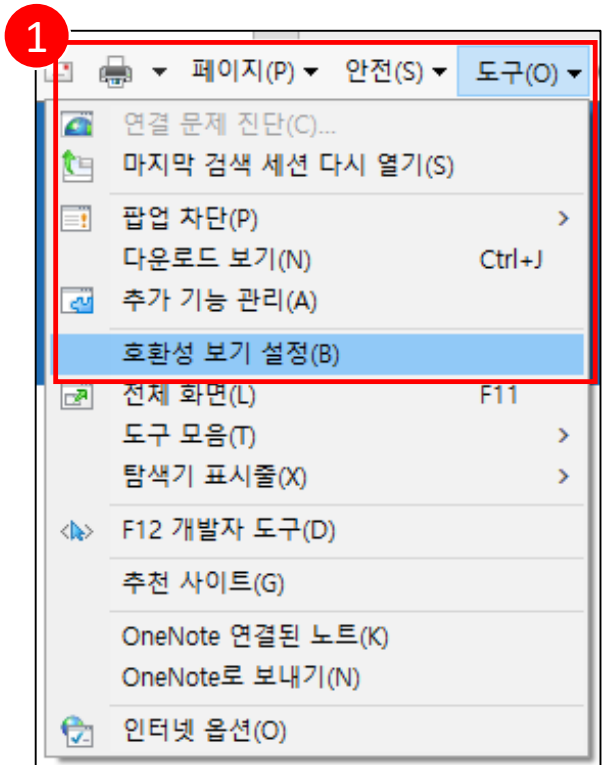 1
페이지(P) 안전(S) 도구(O)
연결 문제 진단(C)...
마지막 검색 세션 다시 열기(S)
팝업 차단(P)
다운로드 보기(N) Ctrl+J
추가 기능 관리(A)
호환성 보기 설정(B)
전체 화면(L) F11
도구 모음(T)
탐색기 표시줄(X)
F12 개발자 도구(D)
추천 사이트(G)
OneNote 연결된 노트(K)
OneNote로 보내기(N)
인터넷 옵션(O)